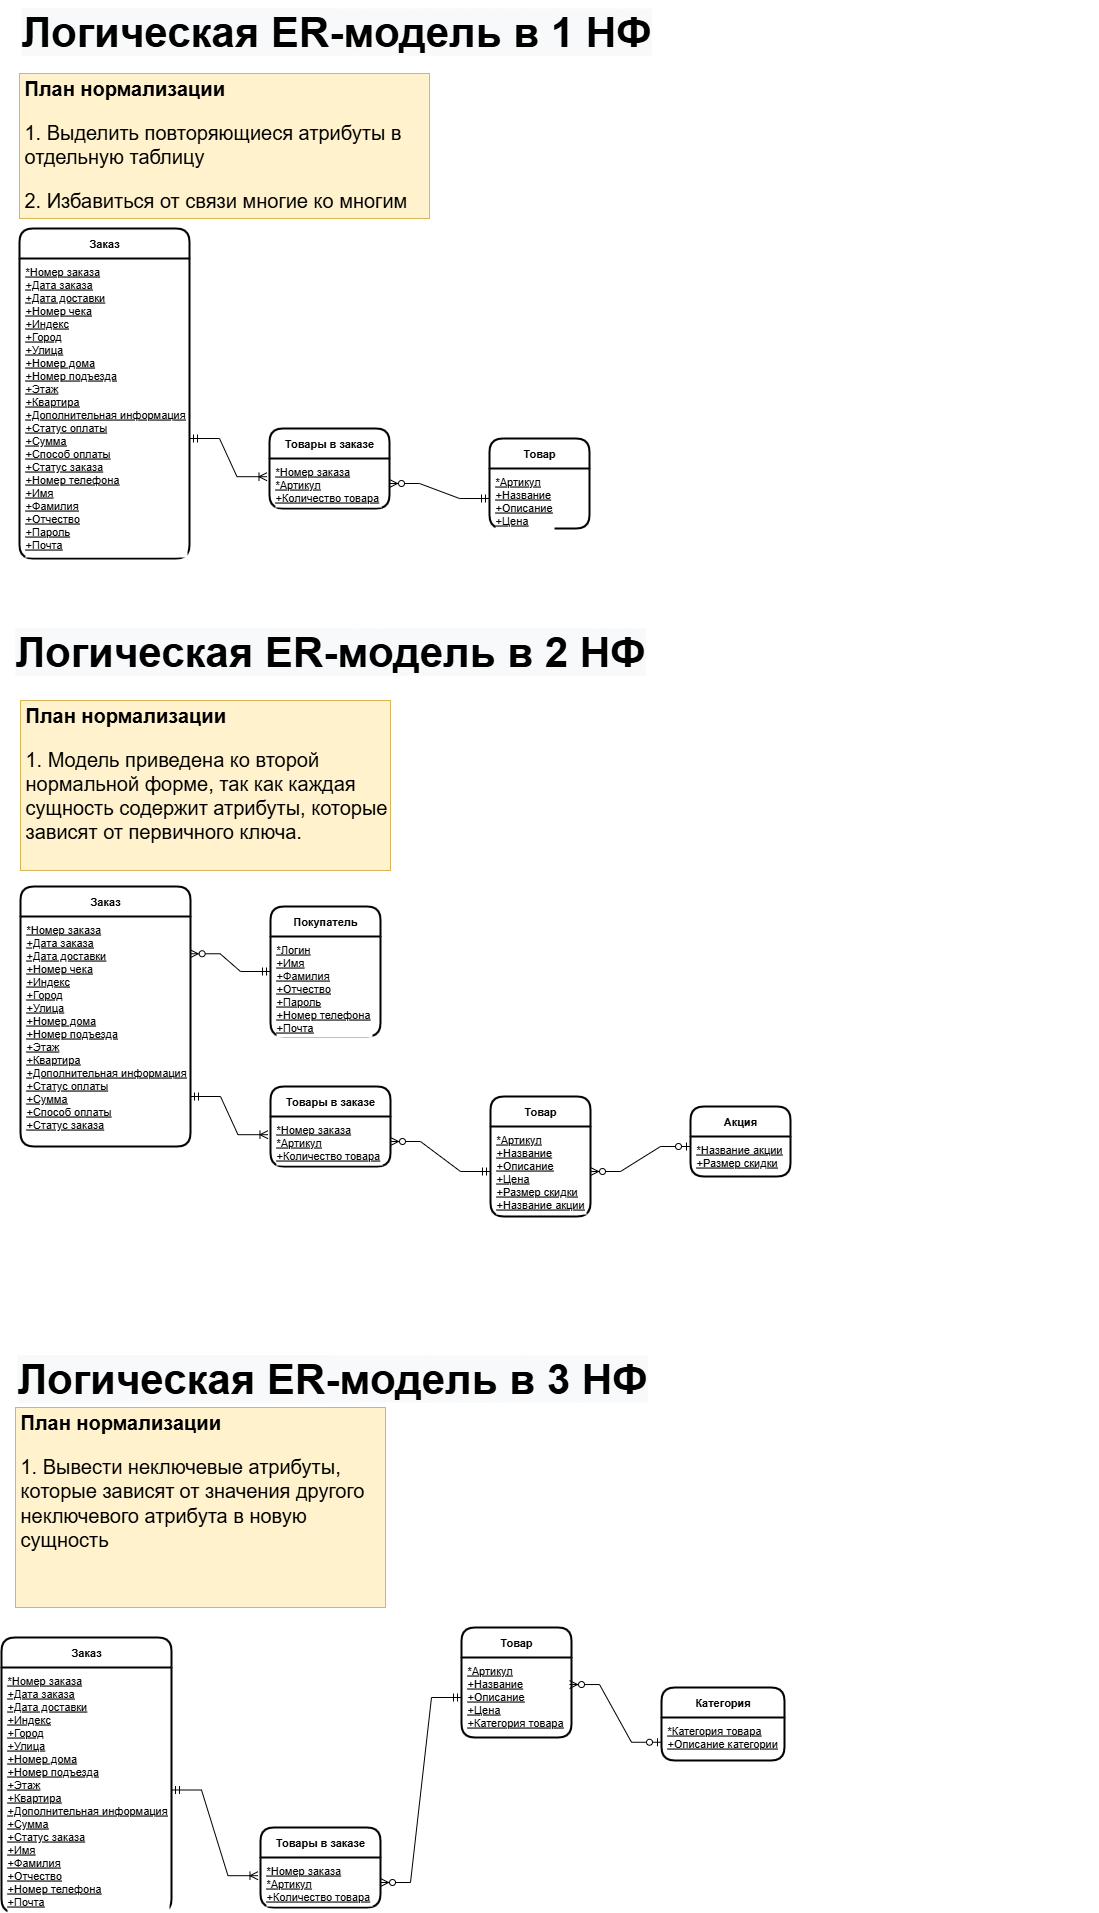 Логическая ER-модель в 1 НФ
План нормализации
1. Выделить повторяющиеся атрибуты в
отдельную таблицу
2. Избавиться от связи многие ко многим
Заказ
*Номер заказа
+Дата заказа
+Дата доставки
+Номер чека
+Индекс
+Город
+Улица
+Номер дома
+Номер подъезда
+Этаж
+Квартира
+Дополнительная информация
+Статус оплаты
+Сумма
+Способ оплаты
+Статус заказа
+Номер телефона
+Имя
+Фамилия
+Отчество
+Пароль
+Почта
Товары в заказе
*Номер заказа
*Артикул
+Количество товара
Товар
*Артикул
+Название
+Описание
+Цена
Логическая ER-модель в 2 НФ
План нормализации
1. Модель приведена ко второй
нормальной форме, так как каждая
сущность содержит атрибуты, которые
зависят от первичного ключа.
Заказ
*Номер заказа
+Дата заказа
+Дата доставки
+Номер чека
+Индекс
+Город
+Улица
+Номер дома
+Номер подъезда
+Этаж
+Квартира
+Дополнительная информация
+Статус оплаты
+Сумма
+Способ оплаты
+Статус заказа
Покупатель
*Логин
+Имя
+Фамилия
+Отчество
+Пароль
+Номер телефона
+Почта
Товары в заказе
*Номер заказа
*Артикул
+Количество товара
Товар
*Артикул
+Название
+Описание
+Цена
+Размер скидки
+Название акции
Акция
*Название акции
+Размер скидки
Логическая ER-модель в 3 НФ
План нормализации
1. Вывести неключевые атрибуты,
которые зависят от значения другого
неключевого атрибута в новую
сущность
Заказ
*Номер заказа
+Дата заказа
+Дата доставки
+Индекс
+Город
+Улица
+Номер дома
+Номер подъезда
+Этаж
+Квартира
+Дополнительная информация
+Сумма
+Статус заказа
+Имя
+Фамилия
+Отчество
+Номер телефона
+Почта
Товары в заказе
*Номер заказа
*Артикул
+Количество товара
Товар
*Артикул
+Название
+Описание
+Цена
+Категория товара
Категория
*Категория товара
+Описание категории